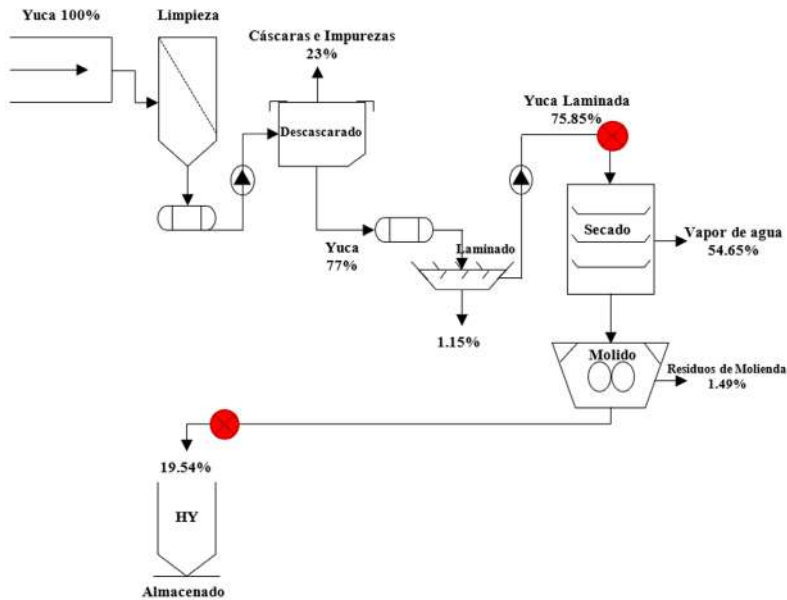 Yuca 100%
Limpieza
Cáscaras e Impurezas
23%
Descascarado
Yuca Laminada
75.85%
Secado
Vapor de agua
54.65%
Yuca
77%
Laminado
1.15%
Molido
Residuos de Molienda
1.49%
19.54%
HY
Almacenado